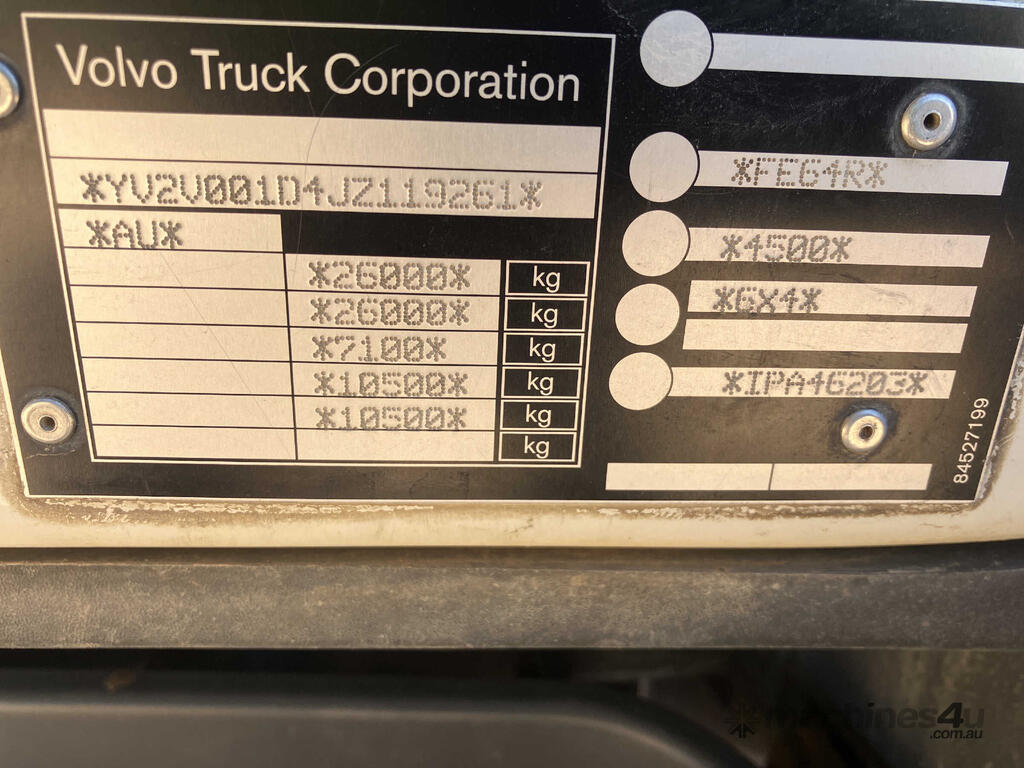 Volvo Truck Corporation
*YV2V001D4JZ119261*
*AU*
*26000* kg
*26000* kg
*7100* kg
*10500* kg
*10500* kg
kg
*FE64R*
*4500*
*6X4*
*IPA46203*
84527199
machines4u
.com.au